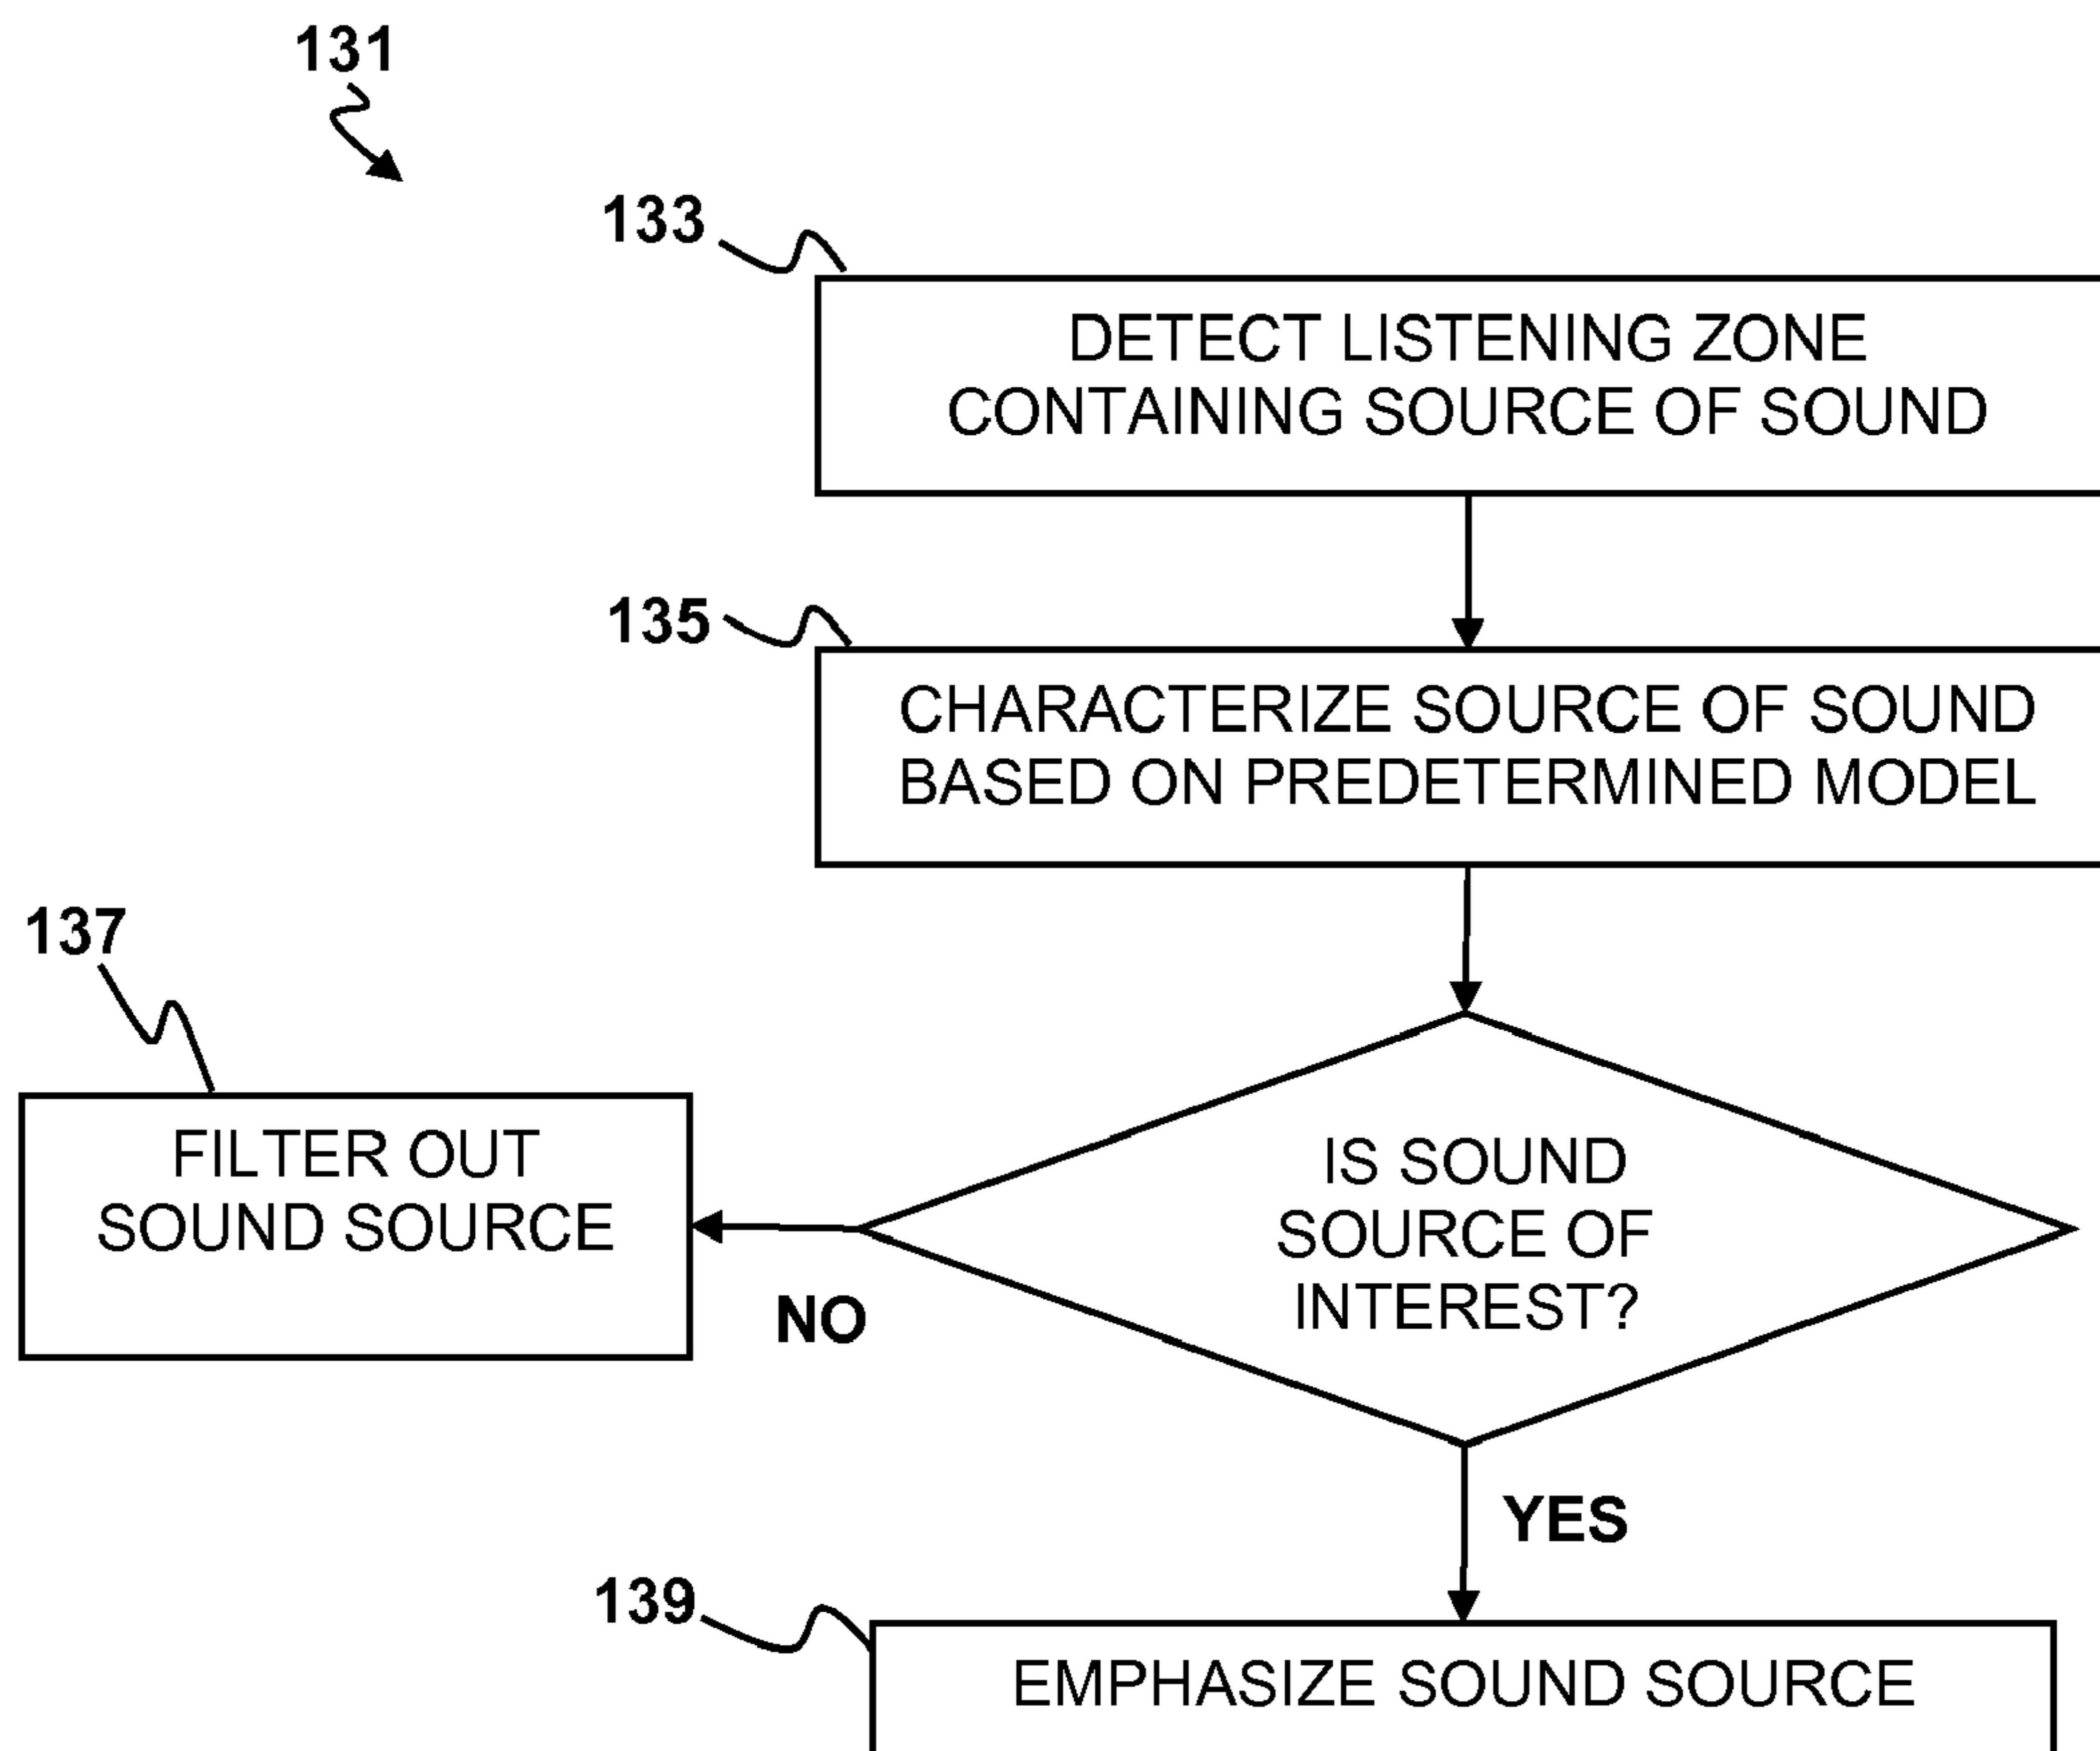 131
133
DETECT LISTENING ZONE
CONTAINING SOURCE OF SOUND
135
CHARACTERIZE SOURCE OF SOUND
BASED ON PREDETERMINED MODEL
137
FILTER OUT
SOUND SOURCE
IS SOUND
SOURCE OF
INTEREST?
NO
YES
139
EMPHASIZE SOUND SOURCE